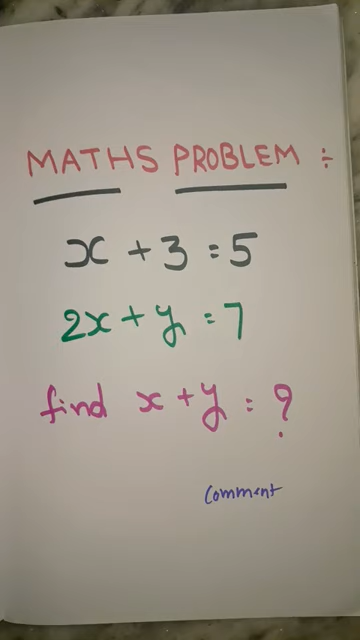 MATHS PROBLEM ÷
x + 3 = 5
2x + y = 7
find x + y = ?
comment